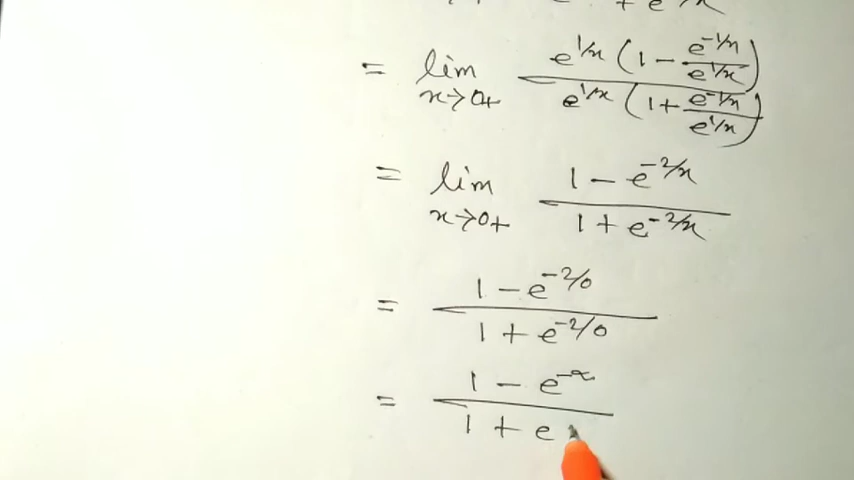 + e
= lim x→0+ e^{1/x} (1 - e^{-1/x}/e^{1/x}) / e^{1/x} (1 + e^{-1/x}/e^{1/x})
= lim x→0+ 1 - e^{-2/x} / 1 + e^{-2/x}
= 1 - e^{-2/0} / 1 + e^{-2/0}
= 1 - e^{-∞} / 1 + e